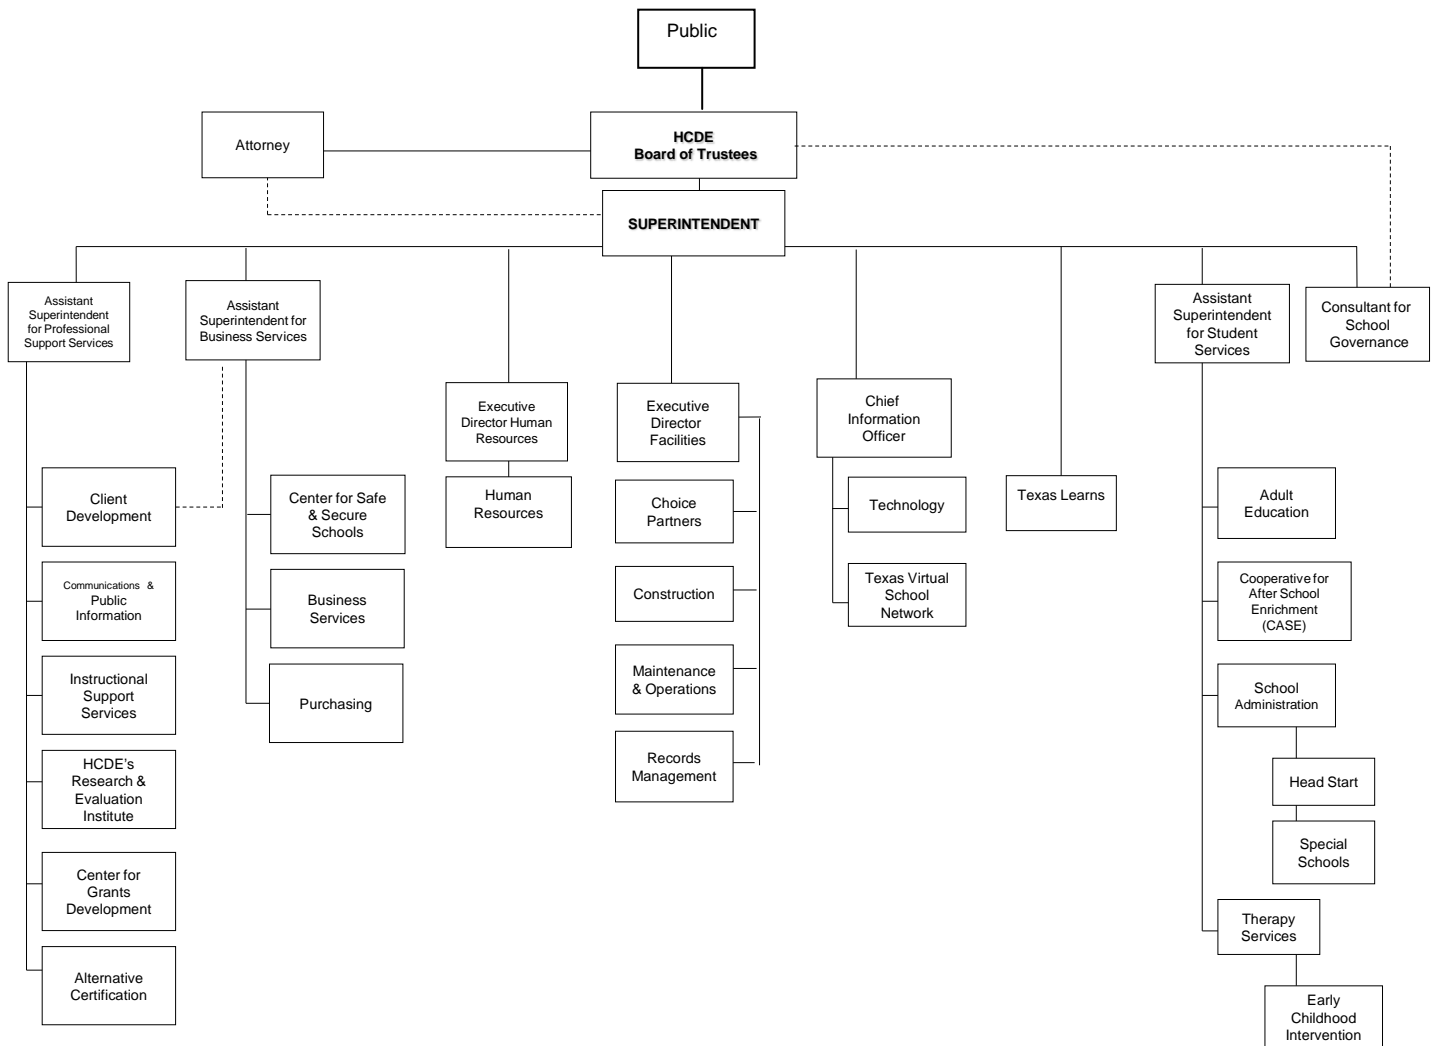 Public
HCDE
Board of Trustees
Attorney
SUPERINTENDENT
Assistant
Superintendent
for Professional
Support Services
Assistant
Superintendent for
Business Services
Assistant
Superintendent
for Student
Services
Consultant for
School
Governance
Executive
Director Human
Resources
Executive
Director
Facilities
Chief
Information
Officer
Client
Development
Center for Safe
& Secure
Schools
Human
Resources
Choice
Partners
Technology
Texas Learns
Adult
Education
Communications &
Public
Information
Business
Services
Construction
Texas Virtual
School
Network
Cooperative for
After School
Enrichment
(CASE)
Instructional
Support
Services
Purchasing
Maintenance
& Operations
School
Administration
HCDE's
Research &
Evaluation
Institute
Records
Management
Head Start
Special
Schools
Center for
Grants
Development
Therapy
Services
Alternative
Certification
Early
Childhood
Intervention